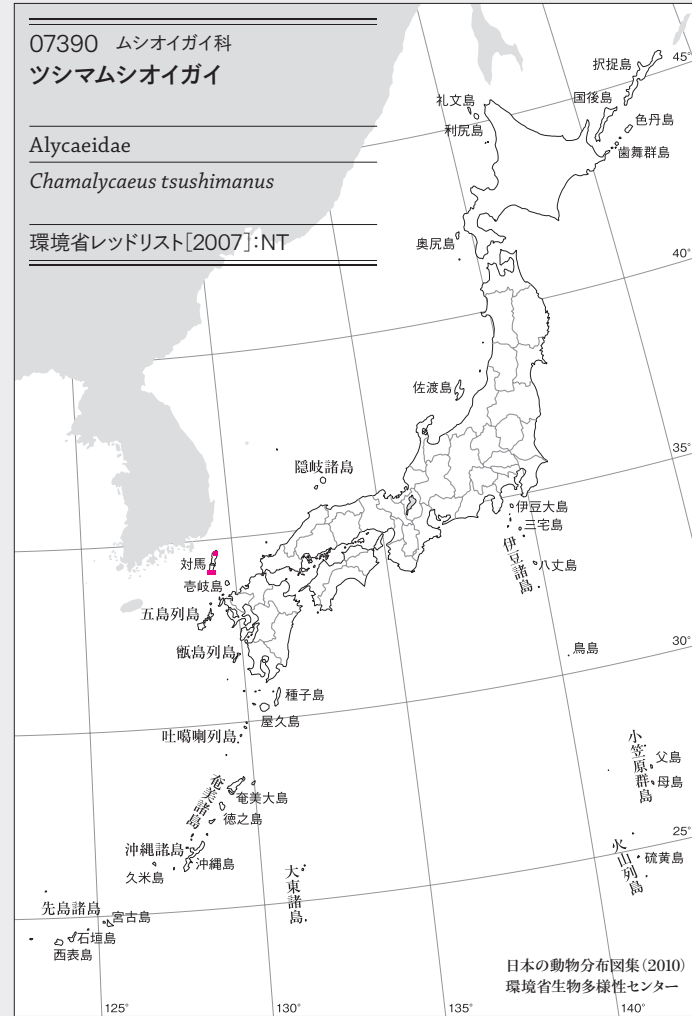 07390 ムシオイガイ科
ツシマムシオイガイ
Alycaeidae
Chamalycaeus tsushimanus
環境省レッドリスト[2007]:NT
択捉島
45°
礼文島
国後島
利尻島
色丹島
歯舞群島
奥尻島
40°
佐渡島
35°
隠岐諸島
伊豆大島
三宅島
伊豆諸島
八丈島
対馬
壱岐島
五島列島
甑島列島
鳥島
30°
種子島
屋久島
吐噶喇列島
小笠原群島
父島
母島
奄美諸島
奄美大島
徳之島
25°
沖縄諸島
沖縄島
久米島
火山列島
硫黄島
大東諸島
先島諸島
宮古島
石垣島
西表島
日本の動物分布図集(2010)
環境省生物多様性センター
125°
130°
135°
140°